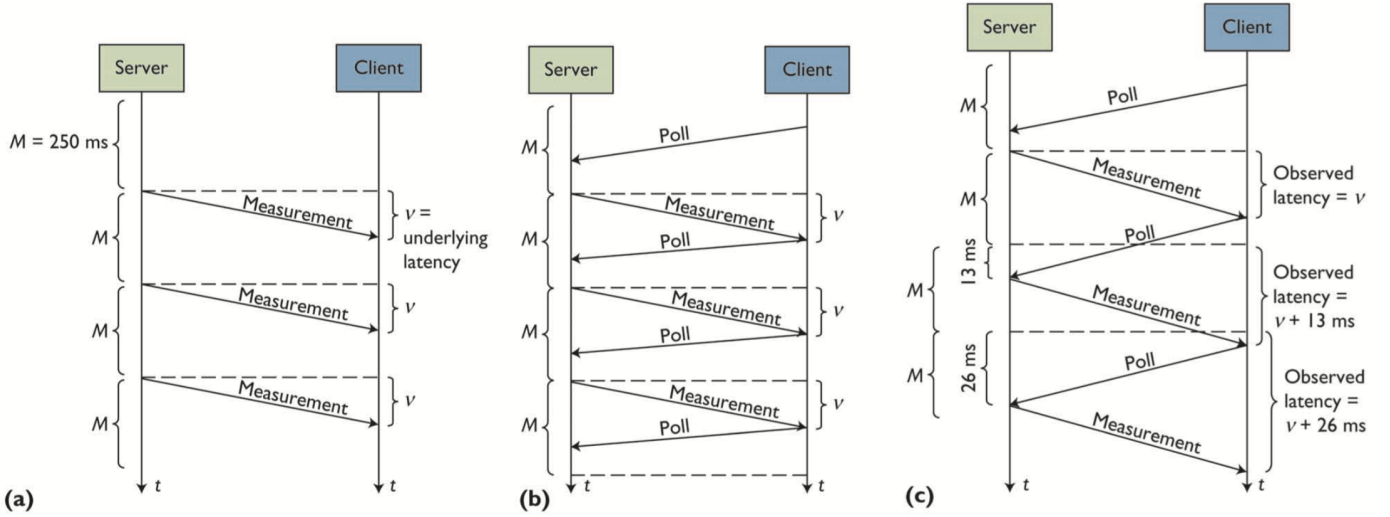 Server
Client
M = 250 ms
Measurement
v =
underlying
latency
M
Measurement
v
M
Measurement
v
M
t
t
(a)
Server
Client
Poll
M
Measurement
v
M
Poll
Measurement
v
M
Poll
Measurement
v
M
Poll
t
t
(b)
Server
Client
Poll
M
Measurement
Observed
latency = v
M
Poll
13 ms
M
Measurement
Observed
latency =
v + 13 ms
26 ms
M
Poll
Observed
latency =
v + 26 ms
Measurement
t
t
(c)